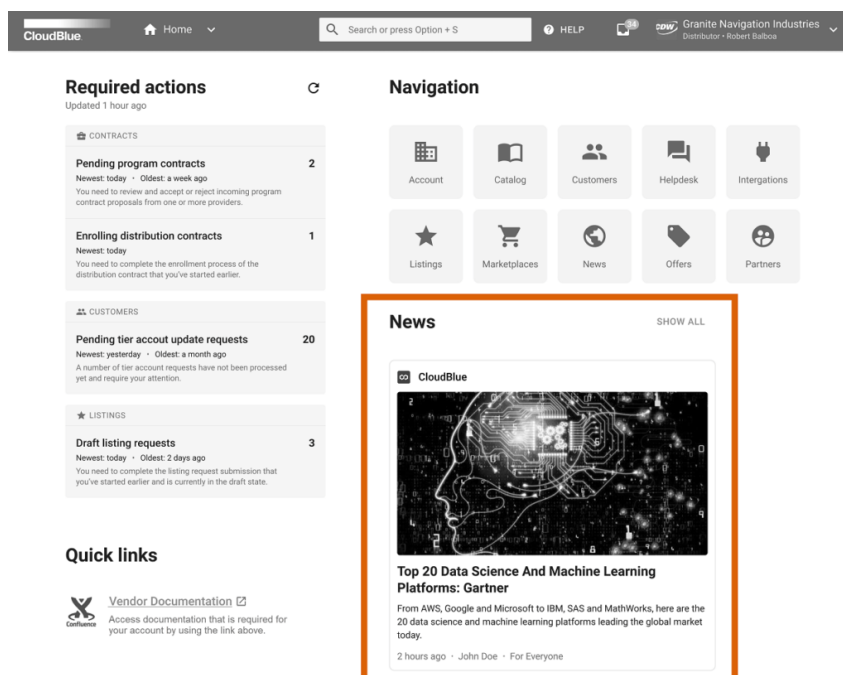 CloudBlue
Home
Search or press Option + S
HELP
34
CDW
Granite Navigation Industries
Distributor • Robert Balboa
Required actions
Updated 1 hour ago
CONTRACTS
Pending program contracts 2
Newest: today • Oldest: a week ago
You need to review and accept or reject incoming program
contract proposals from one or more providers.
Enrolling distribution contracts 1
Newest: today
You need to complete the enrollment process of the
distribution contract that you've started earlier.
CUSTOMERS
Pending tier accout update requests 20
Newest: yesterday • Oldest: a month ago
A number of tier account requests have not been processed
yet and require your attention.
LISTINGS
Draft listing requests 3
Newest: today • Oldest: 2 days ago
You need to complete the listing request submission that
you've started earlier and is currently in the draft state.
Quick links
Confluence
Vendor Documentation
Access documentation that is required for
your account by using the link above.
Navigation
Account
Catalog
Customers
Helpdesk
Intergations
Listings
Marketplaces
News
Offers
Partners
News
SHOW ALL
CloudBlue
Top 20 Data Science And Machine Learning
Platforms: Gartner
From AWS, Google and Microsoft to IBM, SAS and MathWorks, here are the
20 data science and machine learning platforms leading the global market
today.
2 hours ago • John Doe • For Everyone